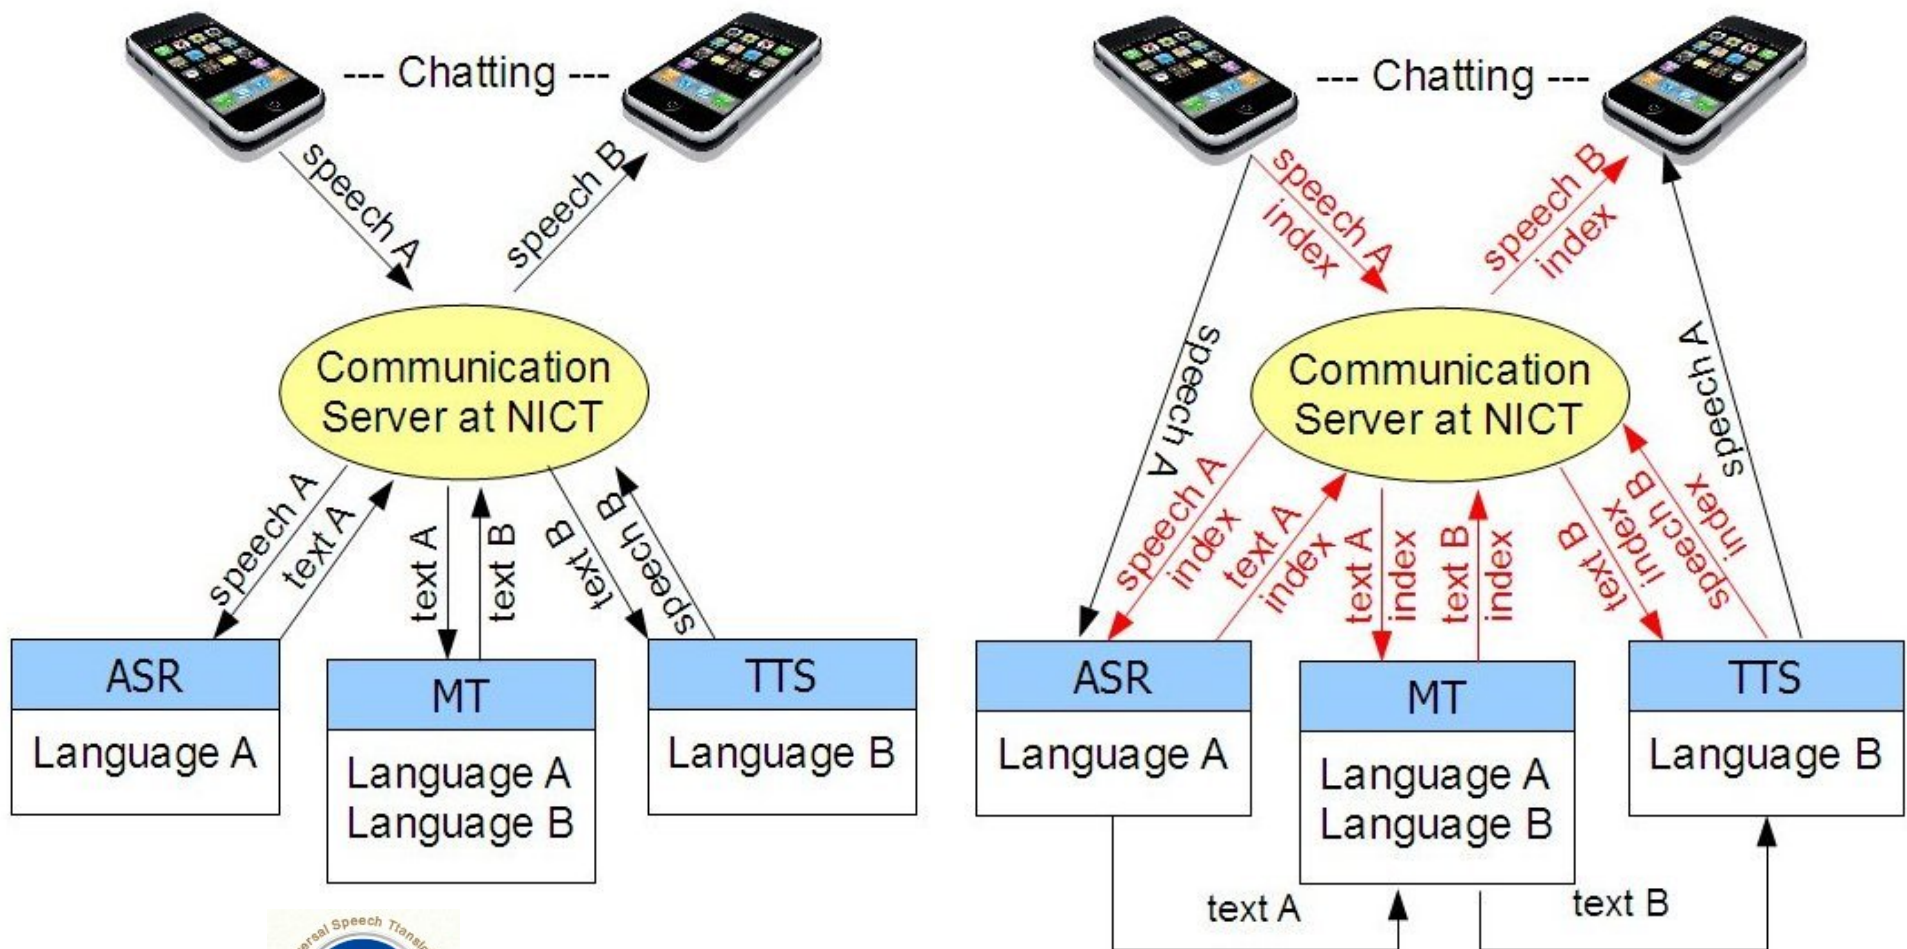 --- Chatting ---
speech A
speech B
Communication
Server at NICT
speech A
text A
text A
text B
text B
speech B
ASR
Language A
MT
Language A
Language B
TTS
Language B
--- Chatting ---
speech A
index
speech B
index
speech A
speech A
Communication
Server at NICT
speech A
index
text A
index
text A
index
text B
index
text B
index
speech B
index
ASR
Language A
MT
Language A
Language B
TTS
Language B
text A
text B
Speech